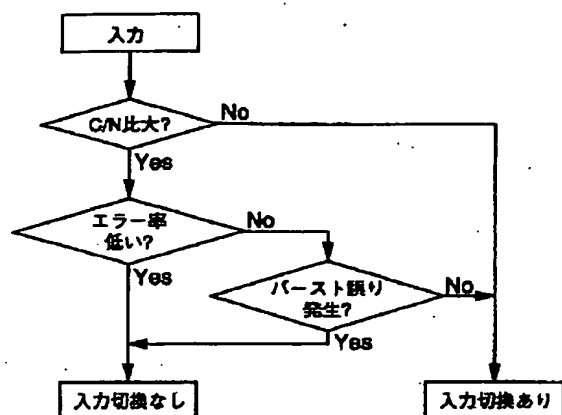 入力
C/N比大?
No
Yes
エラー率
低い?
No
Yes
バースト誤り
発生?
No
Yes
入力切換なし
入力切換あり